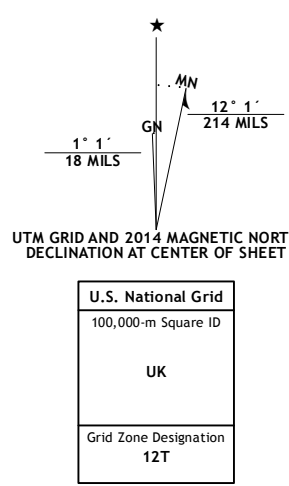 ★
MN
GN
12° 1´
214 MILS
1° 1´
18 MILS
UTM GRID AND 2014 MAGNETIC NORT
DECLINATION AT CENTER OF SHEET
U.S. National Grid
100,000-m Square ID
UK
Grid Zone Designation
12T